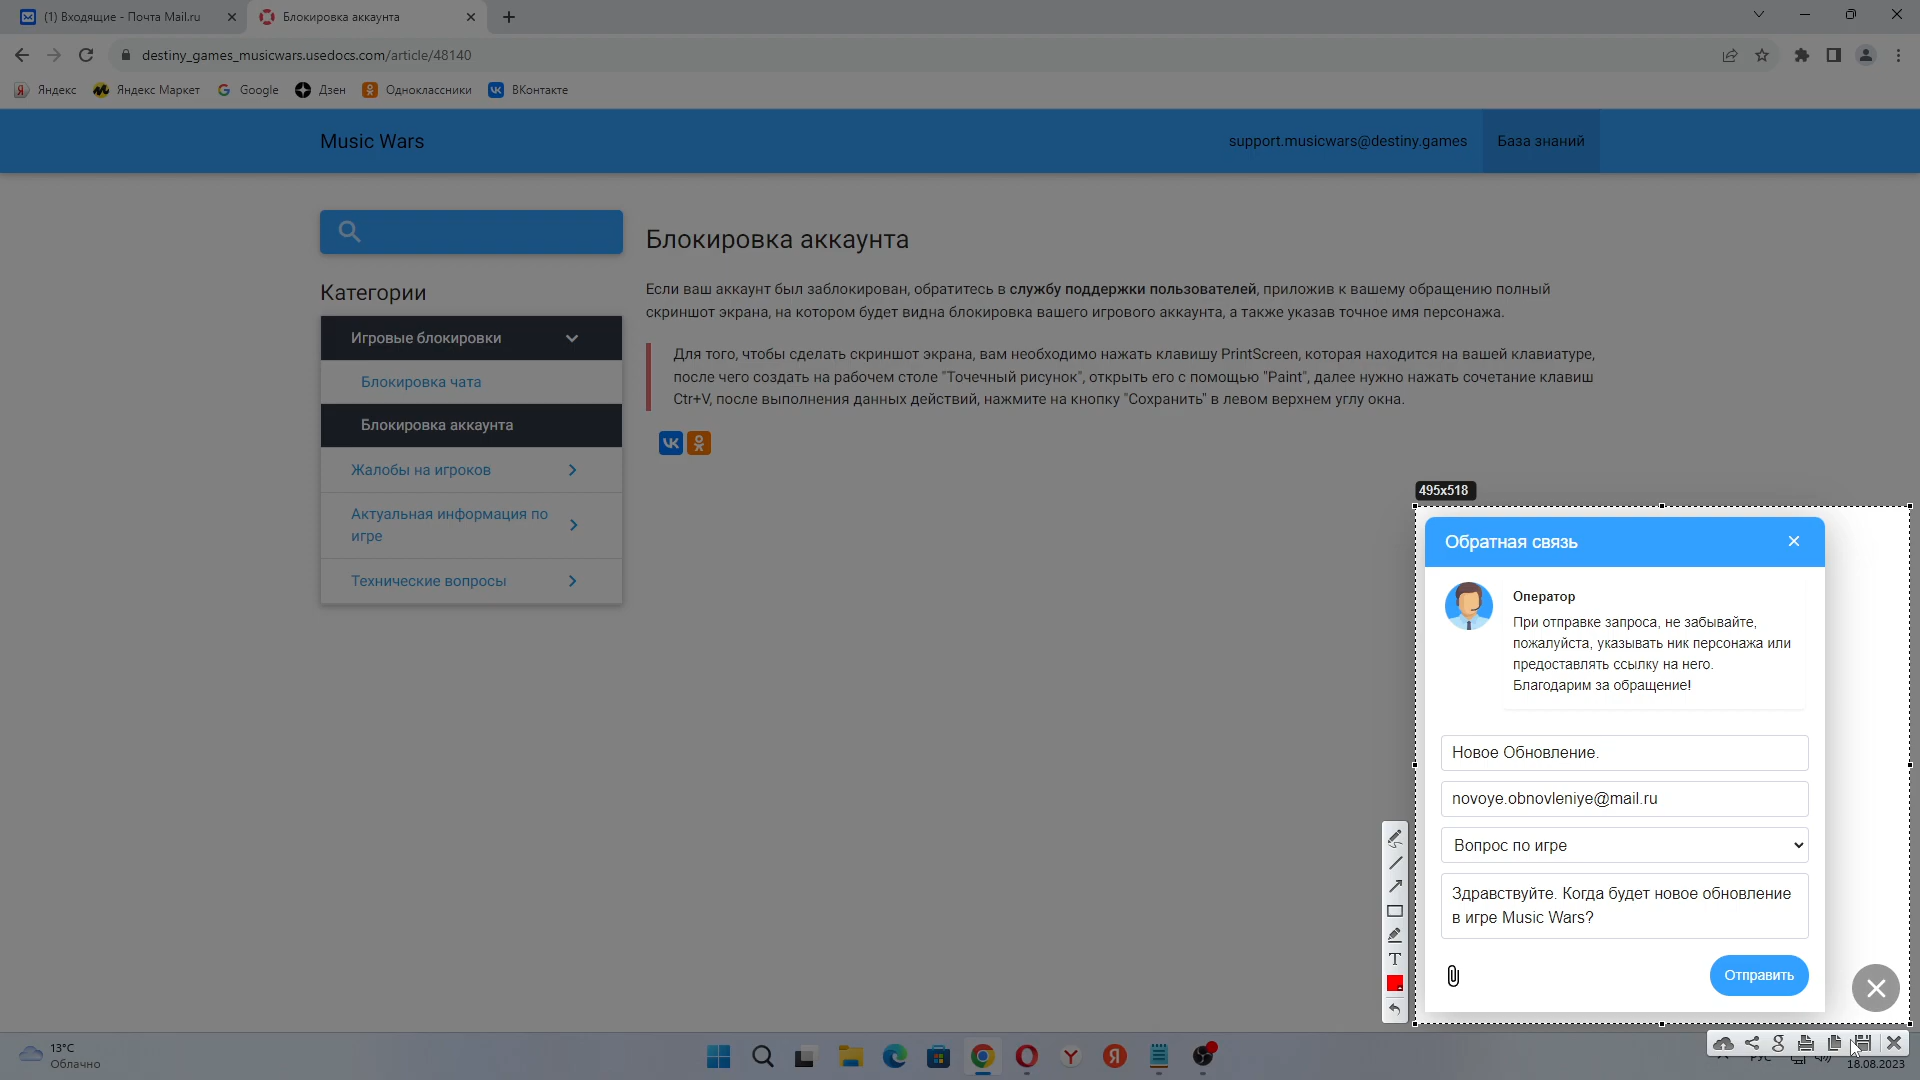 (1) Входящие - Почта Mail.ru
Блокировка аккаунта
destiny_games_musicwars.usedocs.com/article/48140
Яндекс
Яндекс Маркет
Google
Дзен
Одноклассники
ВКонтакте
Music Wars
support.musicwars@destiny.games
База знаний
Блокировка аккаунта
Если ваш аккаунт был заблокирован, обратитесь в службу поддержки пользователей, приложив к вашему обращению полный
скриншот экрана, на котором будет видна блокировка вашего игрового аккаунта, а также указав точное имя персонажа.
Для того, чтобы сделать скриншот экрана, вам необходимо нажать клавишу PrintScreen, которая находится на вашей клавиатуре,
после чего создать на рабочем столе "Точечный рисунок", открыть его с помощью "Paint", далее нужно нажать сочетание клавиш
Ctr+V, после выполнения данных действий, нажмите на кнопку "Сохранить" в левом верхнем углу окна.
Категории
Игровые блокировки
Блокировка чата
Блокировка аккаунта
Жалобы на игроков
Актуальная информация по
игре
Технические вопросы
495x518
Обратная связь
Оператор
При отправке запроса, не забывайте,
пожалуйста, указывать ник персонажа или
предоставлять ссылку на него.
Благодарим за обращение!
Новое Обновление.
novoye.obnovleniye@mail.ru
Вопрос по игре
Здравствуйте. Когда будет новое обновление
в игре Music Wars?
Отправить
13°C
Облачно
РУС
18.08.2023